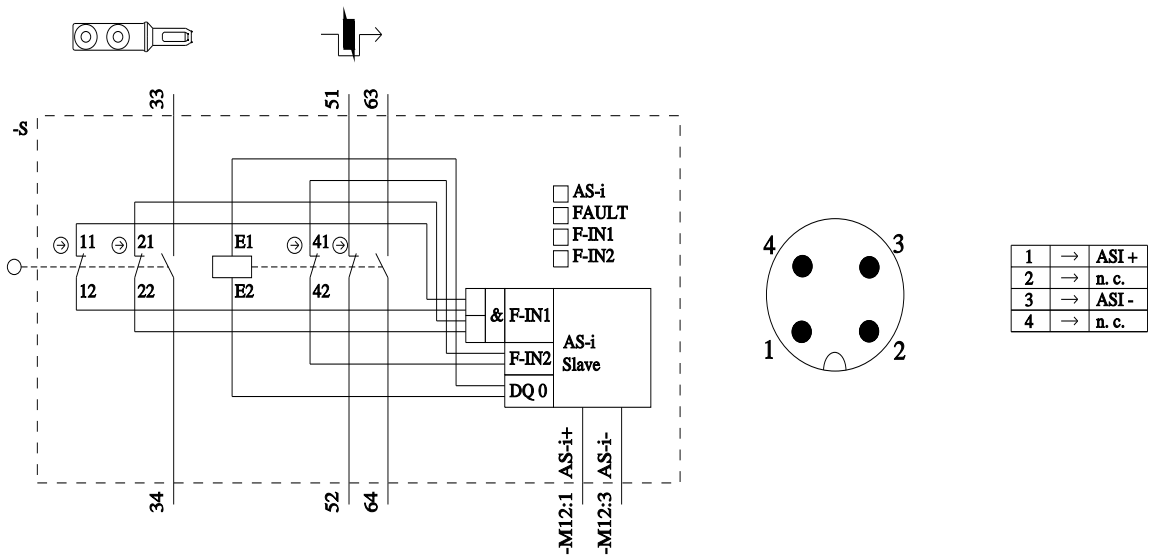 33
51 63
-S
AS-i
FAULT
F-IN1
F-IN2
11 21 E1 41
12 22 E2 42
& F-IN1
F-IN2
DQ 0
AS-i
Slave
34
52 64
-M12:1 AS-i+
-M12:3 AS-i-
4 3
1 2
1 → ASI +
2 → n. c.
3 → ASI -
4 → n. c.